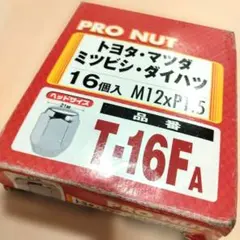 PRO NUT
トヨタ・マツダ
ミツビシ・ダイハツ
16個入 M12xP1.5
ヘッドサイズ
21㎜
品番
T-16FA